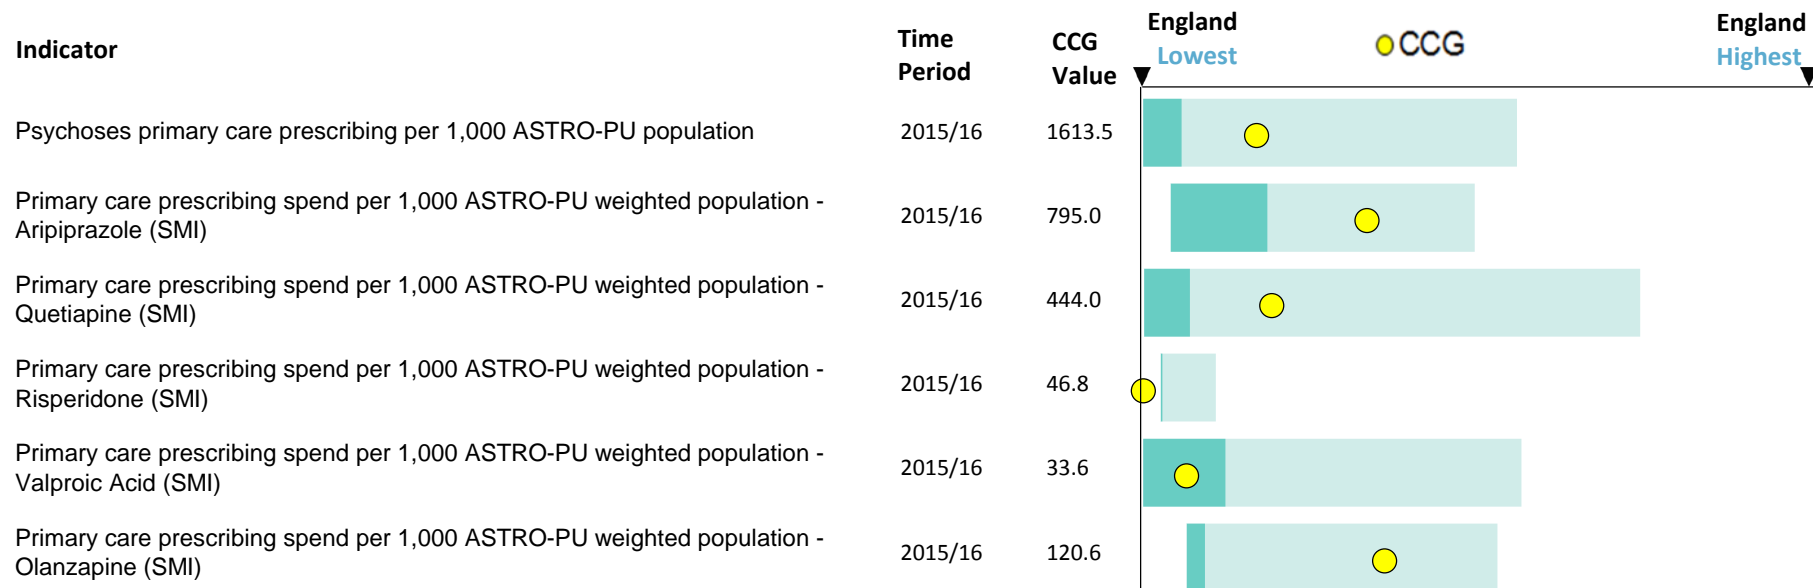 Indicator
Time
Period
CCG
Value
England
Lowest
CCG
England
Highest
Psychoses primary care prescribing per 1,000 ASTRO-PU population
2015/16
1613.5
Primary care prescribing spend per 1,000 ASTRO-PU weighted population -
Aripiprazole (SMI)
2015/16
795.0
Primary care prescribing spend per 1,000 ASTRO-PU weighted population -
Quetiapine (SMI)
2015/16
444.0
Primary care prescribing spend per 1,000 ASTRO-PU weighted population -
Risperidone (SMI)
2015/16
46.8
Primary care prescribing spend per 1,000 ASTRO-PU weighted population -
Valproic Acid (SMI)
2015/16
33.6
Primary care prescribing spend per 1,000 ASTRO-PU weighted population -
Olanzapine (SMI)
2015/16
120.6